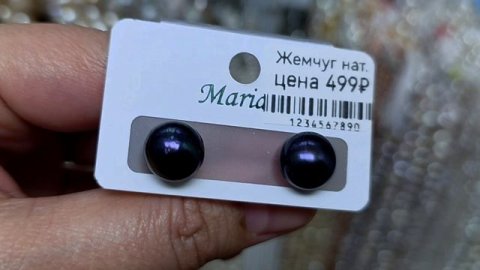 Жемчуг нат.
цена 499₽
Maria
1234567890